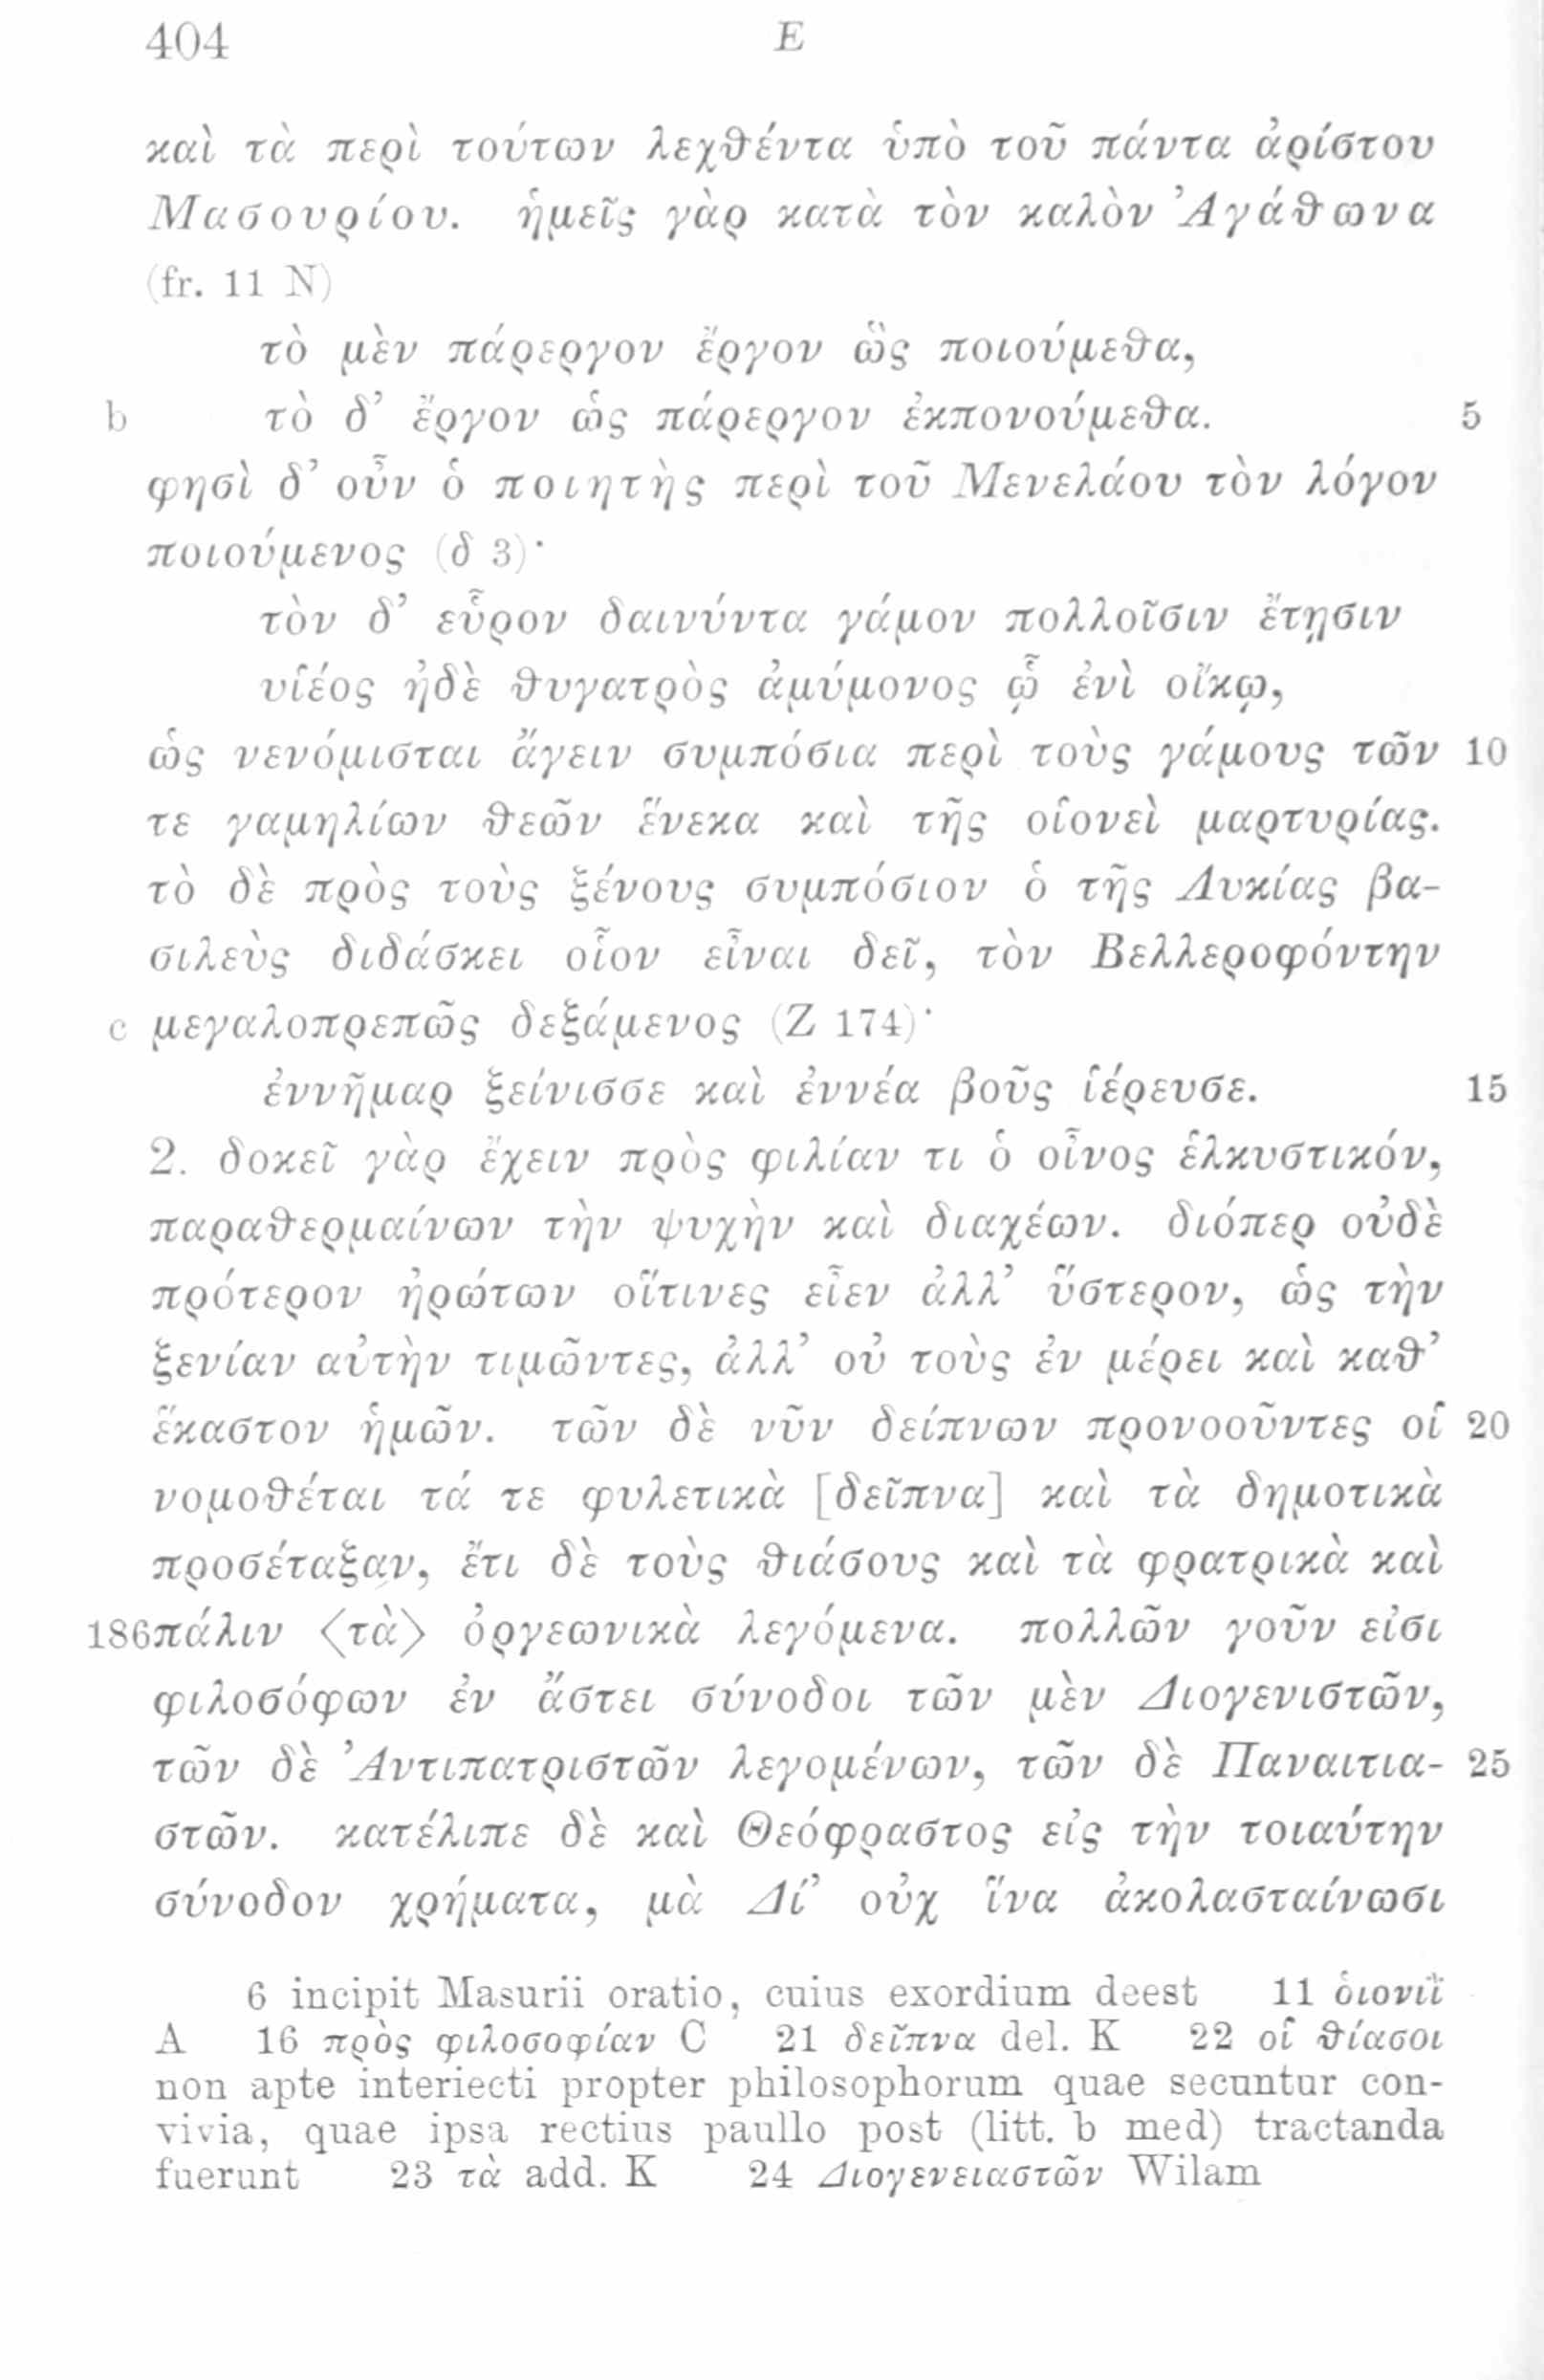 404 E
καὶ τὰ περὶ τούτων λεχθέντα ὑπὸ τοῦ πάντα ἀρίστου
Μασουρίου. ἡμεῖς γὰρ κατὰ τὸν καλὸν Ἀγάθωνα
(fr. 11 N)
τὸ μὲν πάρεργον ἔργον ὣς ποιούμεθα,
b τὸ δ’ ἔργον ὡς πάρεργον ἐκπονούμεθα. 5
φησὶ δ’ οὖν ὁ ποιητὴς περὶ τοῦ Μενελάου τὸν λόγον
ποιούμενος (δ 3)·
τὸν δ’ εὗρον δαινύντα γάμον πολλοῖσιν ἔτῃσιν
υἱέος ἠδὲ θυγατρὸς ἀμύμονος ᾧ ἐνὶ οἴκῳ,
ὡς νενόμισται ἄγειν συμπόσια περὶ τοὺς γάμους τῶν 10
τε γαμηλίων θεῶν ἕνεκα καὶ τῆς οἱονεὶ μαρτυρίας.
τὸ δὲ πρὸς τοὺς ξένους συμπόσιον ὁ τῆς Λυκίας βα-
σιλεὺς διδάσκει οἷον εἶναι δεῖ, τὸν Βελλεροφόντην
c μεγαλοπρεπῶς δεξάμενος (Ζ 174)·
ἐννῆμαρ ξείνισσε καὶ ἐννέα βοῦς ἱέρευσε. 15
2. δοκεῖ γὰρ ἔχειν πρὸς φιλίαν τι ὁ οἶνος ἑλκυστικόν,
παραθερμαίνων τὴν ψυχὴν καὶ διαχέων. διόπερ οὐδὲ
πρότερον ἠρώτων οἵτινες εἶεν ἀλλ’ ὕστερον, ὡς τὴν
ξενίαν αὐτὴν τιμῶντες, ἀλλ’ οὐ τοὺς ἐν μέρει καὶ καθ’
ἕκαστον ἡμῶν. τῶν δὲ νῦν δείπνων προνοοῦντες οἱ 20
νομοθέται τά τε φυλετικὰ [δεῖπνα] καὶ τὰ δημοτικὰ
προσέταξαν, ἔτι δὲ τοὺς θιάσους καὶ τὰ φρατρικὰ καὶ
186 πάλιν <τὰ> ὀργεωνικὰ λεγόμενα. πολλῶν γοῦν εἰσι
φιλοσόφων ἐν ἄστει σύνοδοι τῶν μὲν Διογενιστῶν,
τῶν δὲ Ἀντιπατριστῶν λεγομένων, τῶν δὲ Παναιτια- 25
στῶν. κατέλιπε δὲ καὶ Θεόφραστος εἰς τὴν τοιαύτην
σύνοδον χρήματα, μὰ Δί’ οὐχ ἵνα ἀκολασταίνωσι
6 incipit Masurii oratio, cuius exordium deest 11 ὁιονιῒ
A 16 πρὸς φιλοσοφίαν C 21 δεῖπνα del. K 22 οἱ θίασοι
non apte interiecti propter philosophorum quae secuntur con-
vivia, quae ipsa rectius paullo post (litt. b med) tractanda
fuerunt 23 τὰ add. K 24 Διογενειαστῶν Wilam